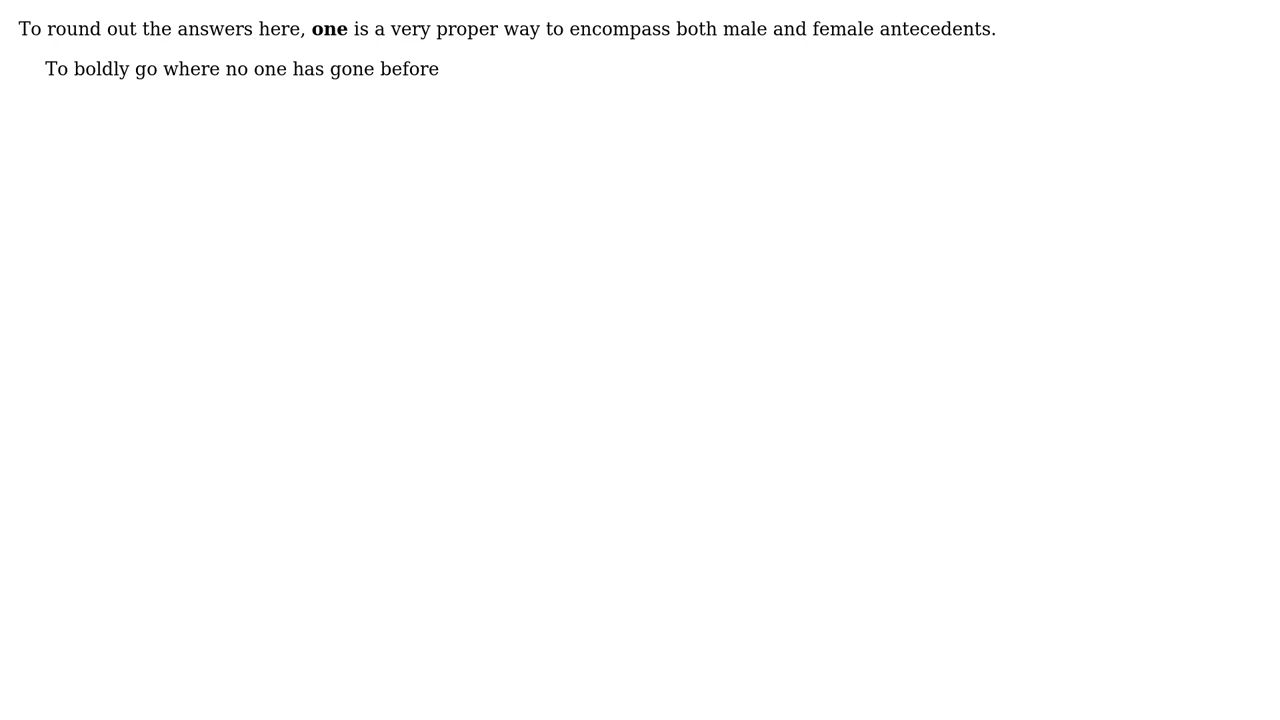 To round out the answers here, one is a very proper way to encompass both male and female antecedents.
To boldly go where no one has gone before